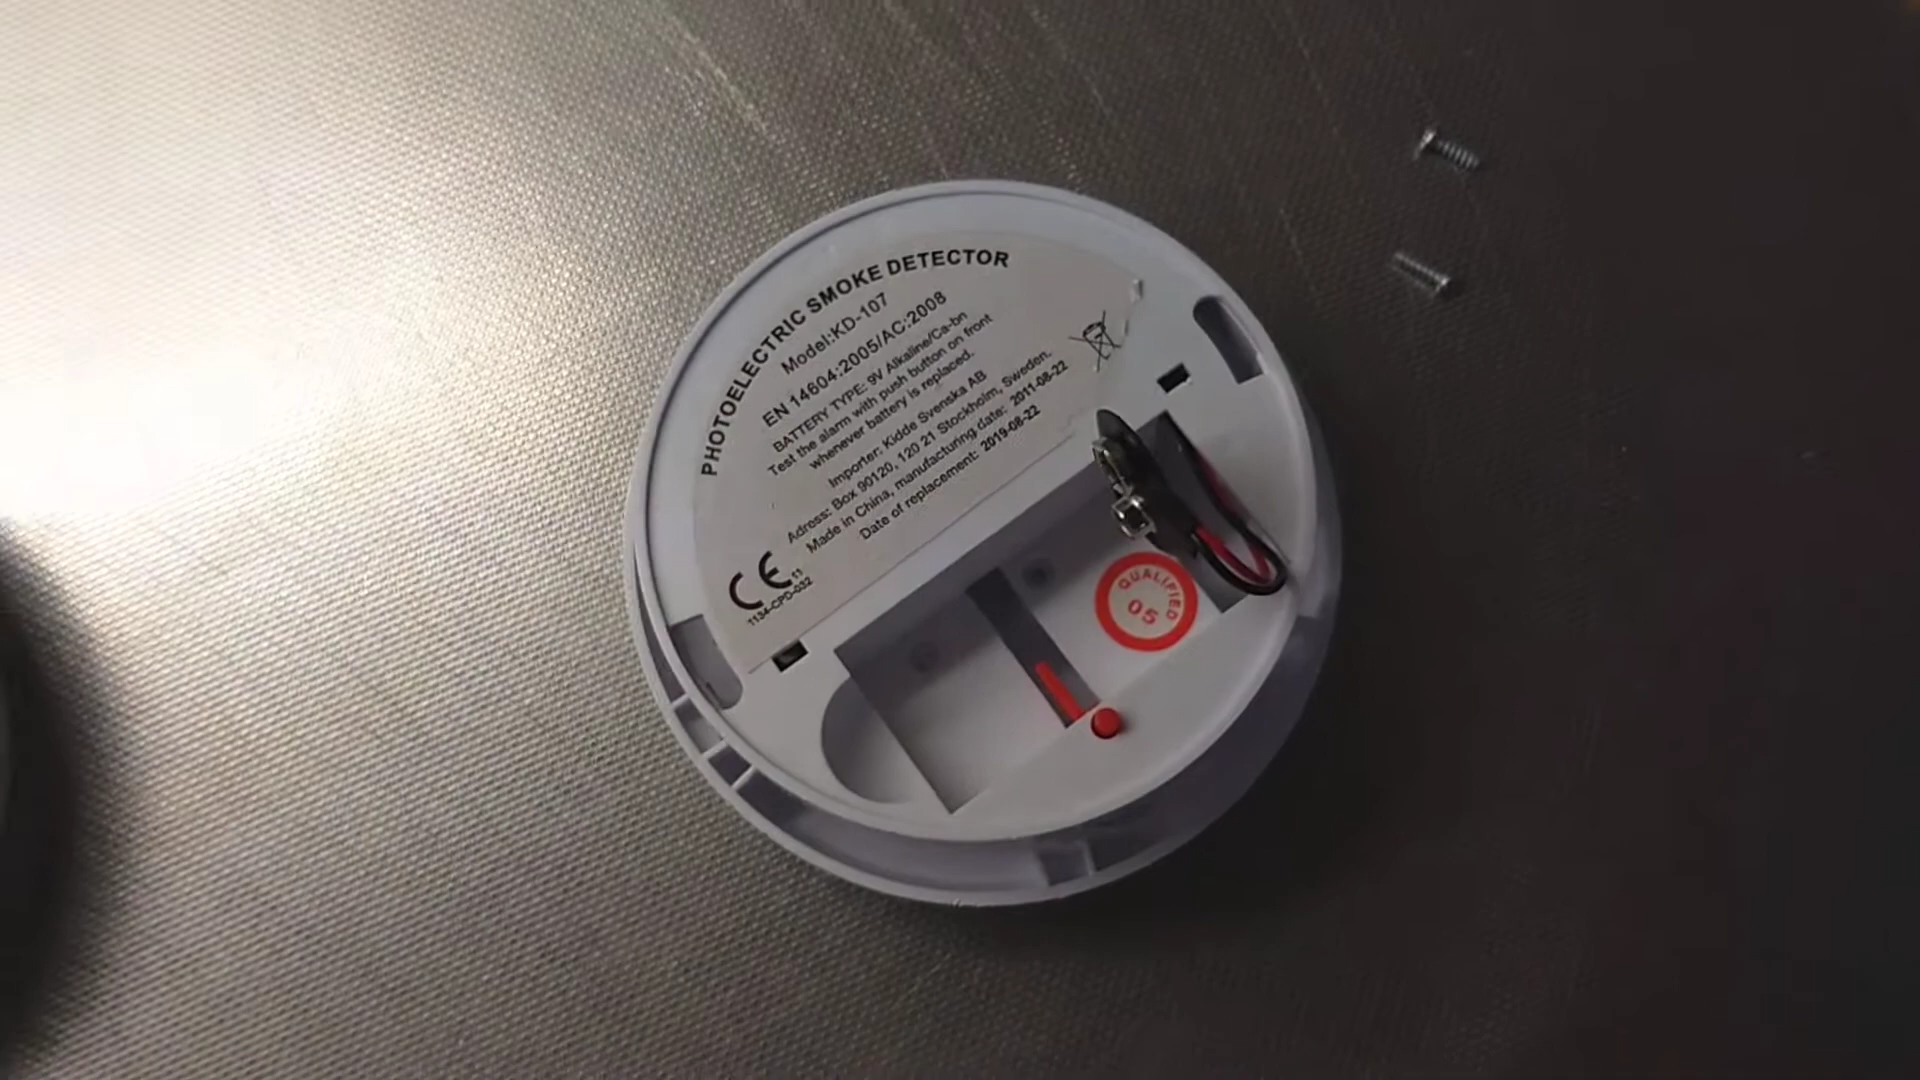 PHOTOELECTRIC SMOKE DETECTOR
Model:KD-107
EN 14604:2005/AC:2008
BATTERY TYPE: 9V Alkaline/Ca-bn
Test the alarm with push button on front
whenever battery is replaced.
Importer: Kidde Svenska AB
Adress: Box 90120, 120 21 Stockholm, Sweden.
Made in China, manufacturing date: 2011-08-22
Date of replacement: 2019-08-22
CE 11
1134-CPD-032
QUALIFIED
05